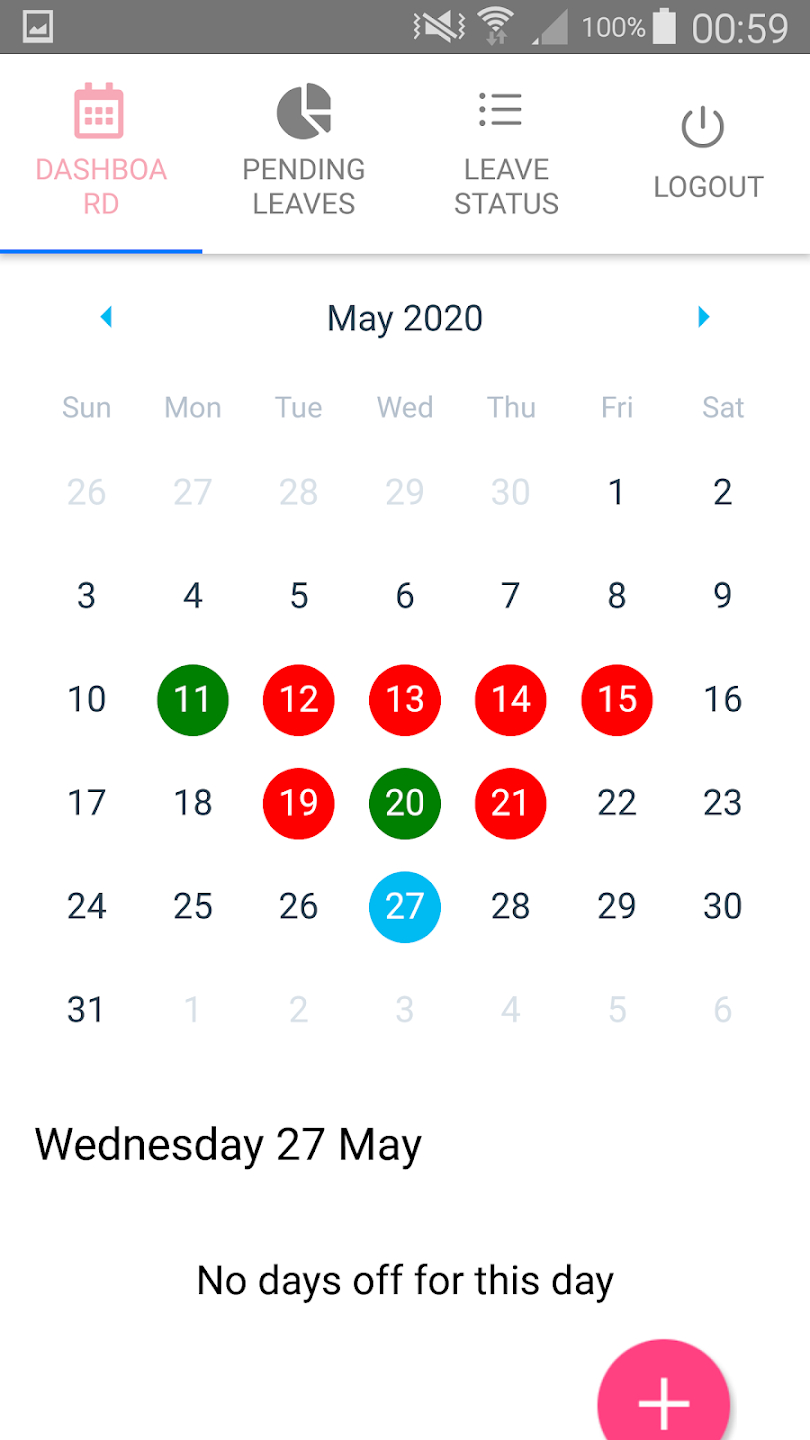 100% 00:59
DASHBOA
RD
PENDING
LEAVES
LEAVE
STATUS
LOGOUT
May 2020
Sun Mon Tue Wed Thu Fri Sat
26 27 28 29 30 1 2
3 4 5 6 7 8 9
10 11 12 13 14 15 16
17 18 19 20 21 22 23
24 25 26 27 28 29 30
31 1 2 3 4 5 6
Wednesday 27 May
No days off for this day